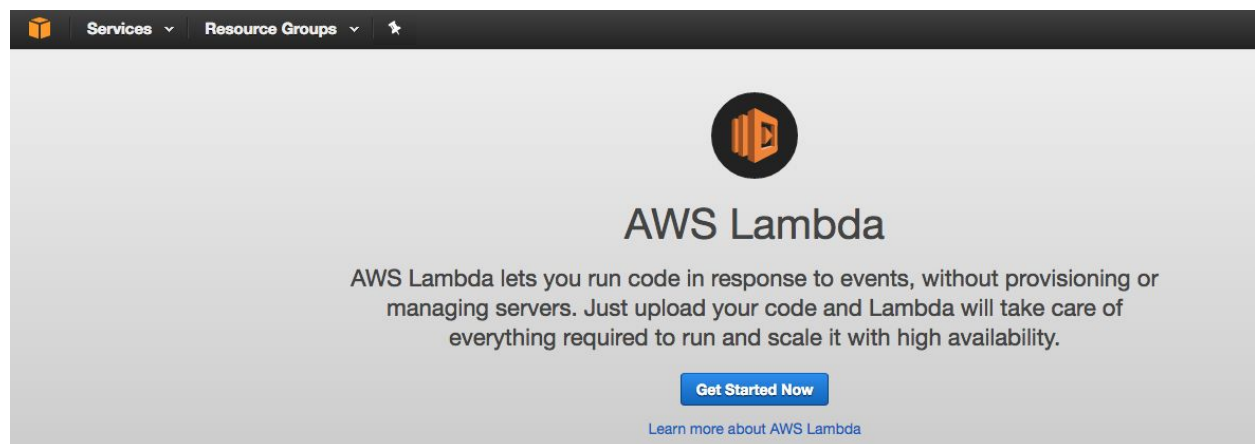 Services Resource Groups
AWS Lambda
AWS Lambda lets you run code in response to events, without provisioning or
managing servers. Just upload your code and Lambda will take care of
everything required to run and scale it with high availability.
Get Started Now
Learn more about AWS Lambda